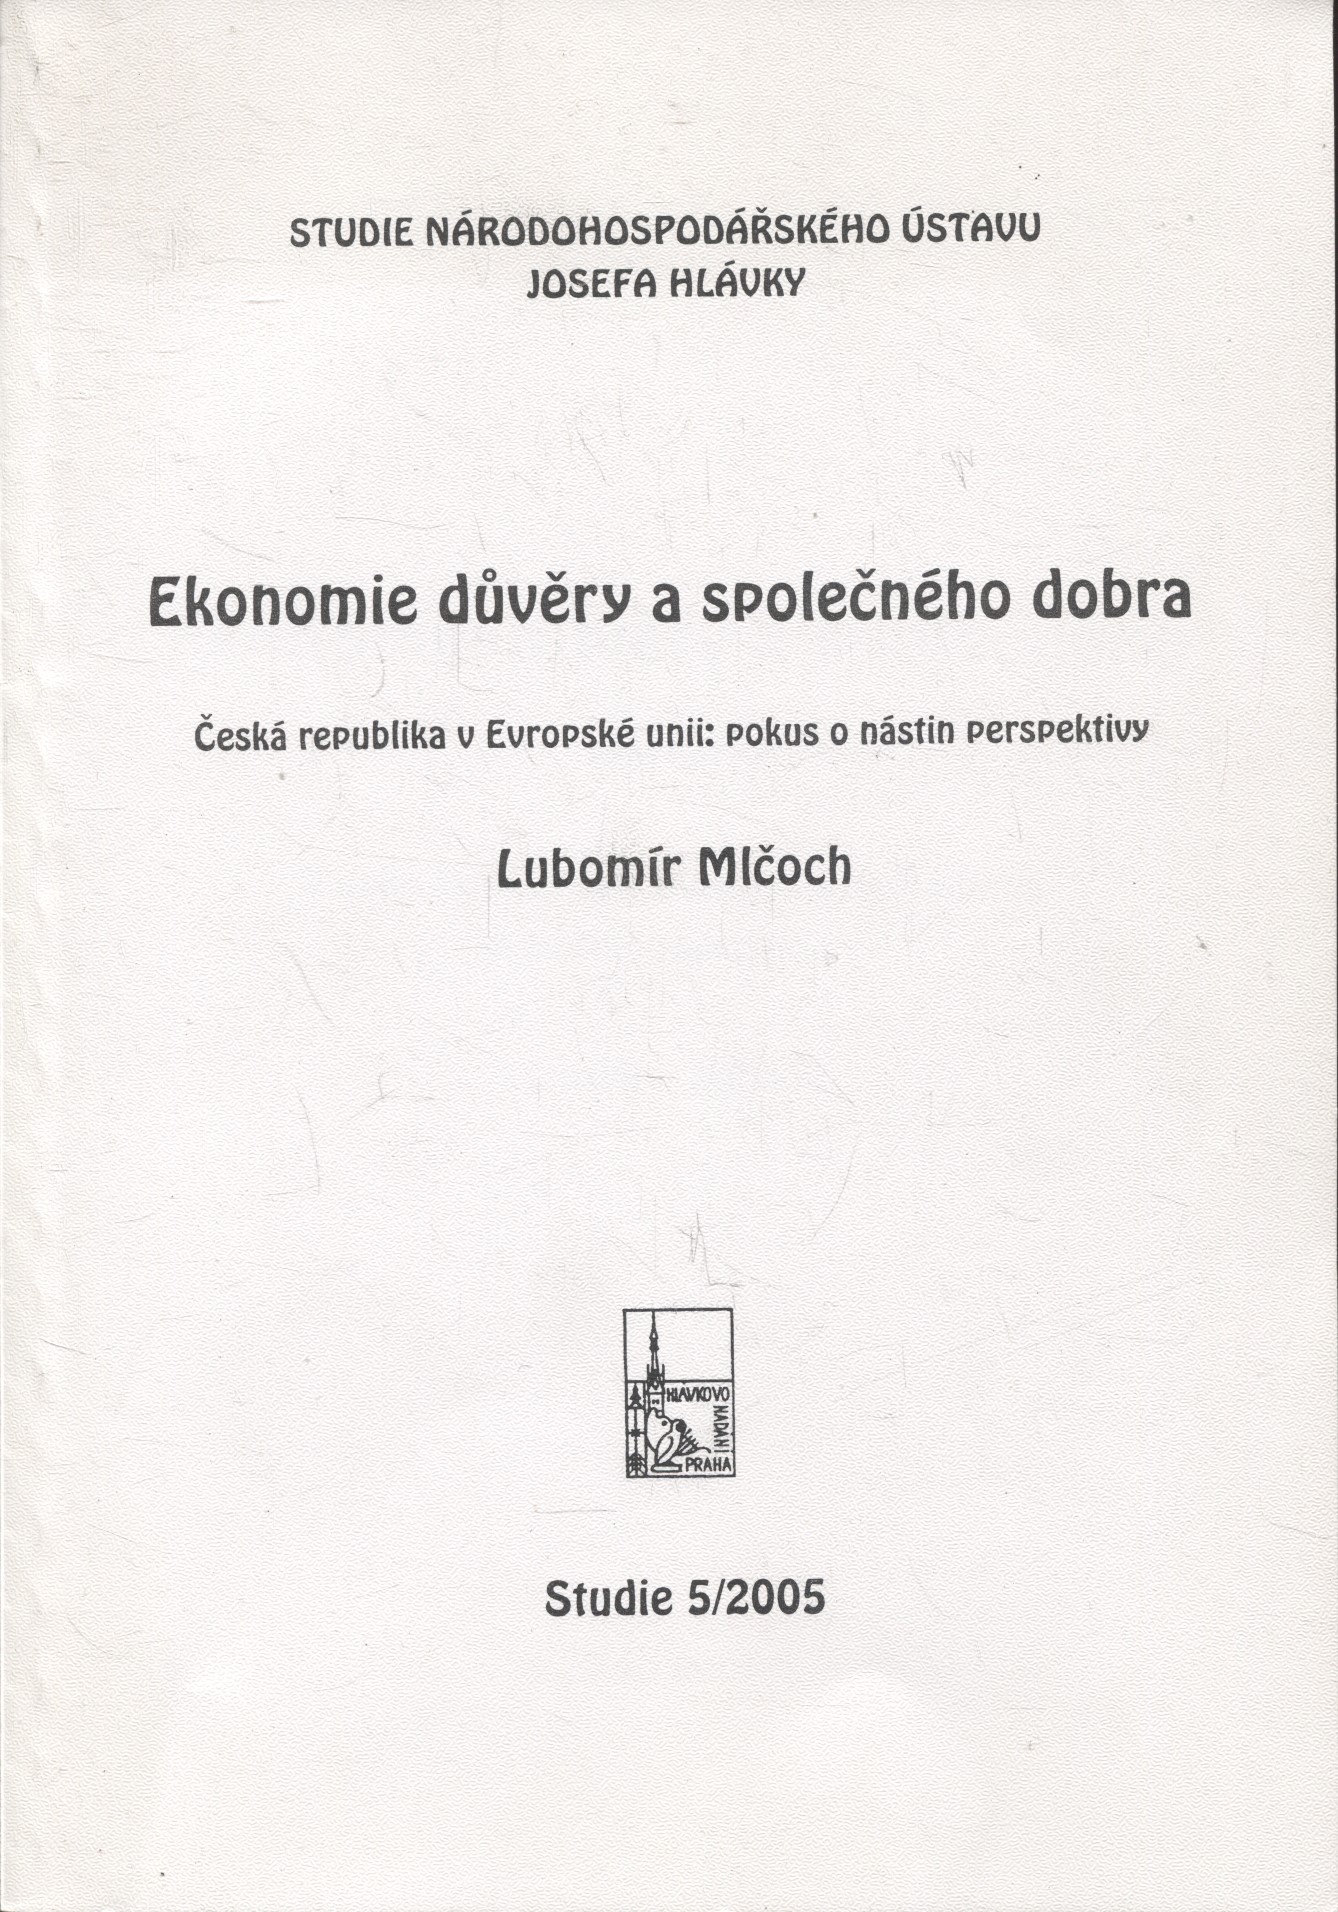 STUDIE NÁRODOHOSPODÁŘSKÉHO ÚSTAVU
JOSEFA HLÁVKY
Ekonomie důvěry a společného dobra
Česká republika v Evropské unii: pokus o nástin perspektivy
Lubomír Mlčoch
HLÁVKOVO
NADÁNÍ
PRAHA
Studie 5/2005